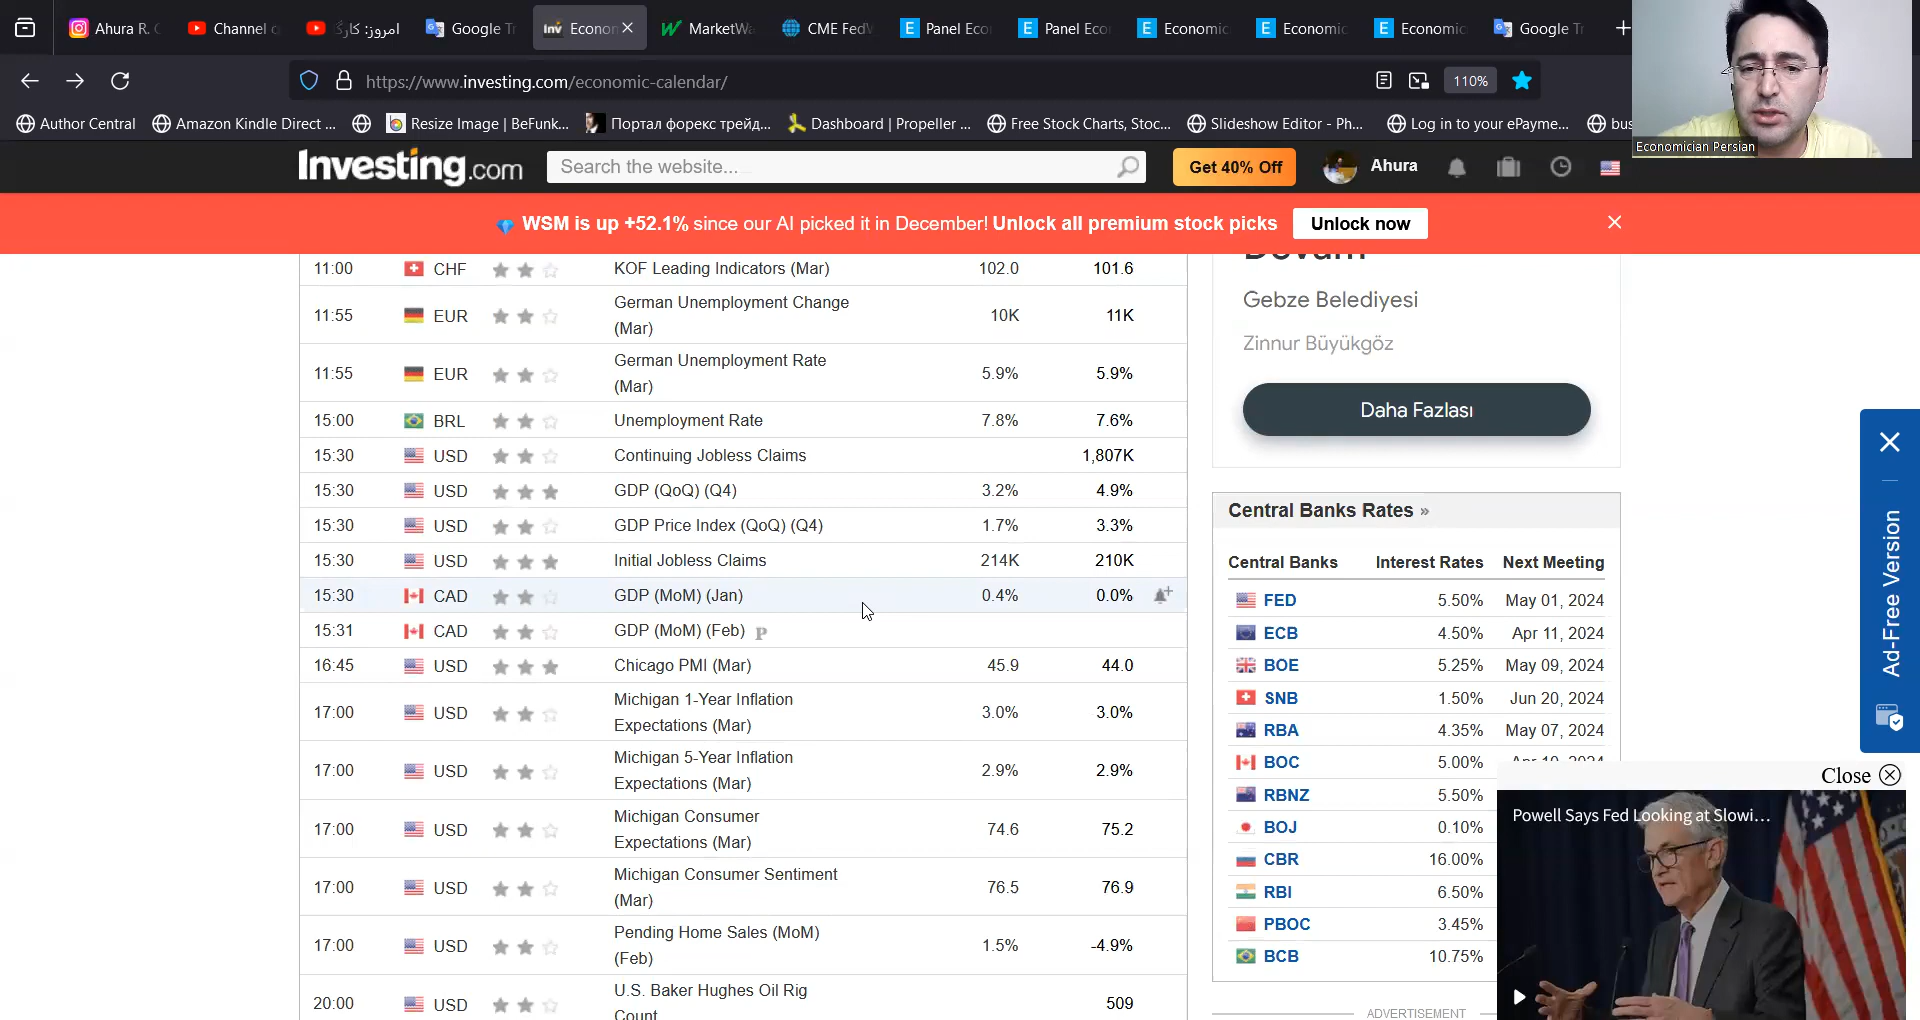 Ahura R. C
Channel c
امروز: کارگ
Google Tr
Econom
MarketWa
CME FedW
Panel Eco
Panel Eco
Economic
Economic
Economic
Google Tr
https://www.investing.com/economic-calendar/
110%
Author Central
Amazon Kindle Direct ...
Resize Image | BeFunk...
Портал форекс трейд...
Dashboard | Propeller ...
Free Stock Charts, Stoc...
Slideshow Editor - Ph...
Log in to your ePayme...
bus
Economician Persian
Investing.com
Search the website...
Get 40% Off
Ahura
WSM is up +52.1% since our AI picked it in December! Unlock all premium stock picks
Unlock now
11:00 CHF KOF Leading Indicators (Mar) 102.0 101.6
11:55 EUR German Unemployment Change
(Mar) 10K 11K
11:55 EUR German Unemployment Rate
(Mar) 5.9% 5.9%
15:00 BRL Unemployment Rate 7.8% 7.6%
15:30 USD Continuing Jobless Claims 1,807K
15:30 USD GDP (QoQ) (Q4) 3.2% 4.9%
15:30 USD GDP Price Index (QoQ) (Q4) 1.7% 3.3%
15:30 USD Initial Jobless Claims 214K 210K
15:30 CAD GDP (MoM) (Jan) 0.4% 0.0%
15:31 CAD GDP (MoM) (Feb) P
16:45 USD Chicago PMI (Mar) 45.9 44.0
17:00 USD Michigan 1-Year Inflation
Expectations (Mar) 3.0% 3.0%
17:00 USD Michigan 5-Year Inflation
Expectations (Mar) 2.9% 2.9%
17:00 USD Michigan Consumer
Expectations (Mar) 74.6 75.2
17:00 USD Michigan Consumer Sentiment
(Mar) 76.5 76.9
17:00 USD Pending Home Sales (MoM)
(Feb) 1.5% -4.9%
20:00 USD U.S. Baker Hughes Oil Rig
Count 509
Devam
Gebze Belediyesi
Zinnur Büyükgöz
Daha Fazlası
Central Banks Rates »
Central Banks Interest Rates Next Meeting
FED 5.50% May 01, 2024
ECB 4.50% Apr 11, 2024
BOE 5.25% May 09, 2024
SNB 1.50% Jun 20, 2024
RBA 4.35% May 07, 2024
BOC 5.00% Apr 10, 2024
RBNZ 5.50%
BOJ 0.10%
CBR 16.00%
RBI 6.50%
PBOC 3.45%
BCB 10.75%
ADVERTISEMENT
Ad-Free Version
Close
Powell Says Fed Looking at Slowi...